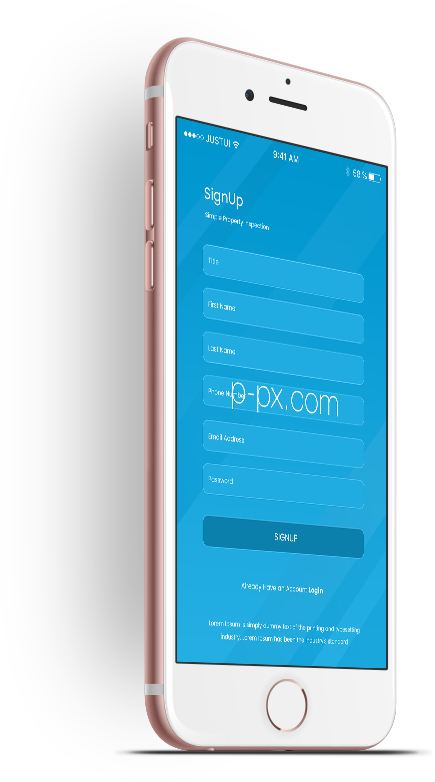 JUSTUI
9:41 AM
58%
SignUp
Simple Property Inspection
Title
First Name
Last Name
Phone Number
p-px.com
Email Address
Password
SIGNUP
Already Have an Account Login
Lorem Ipsum is simply dummy text of the printing and typesetting
industry. Lorem Ipsum has been the industry's standard